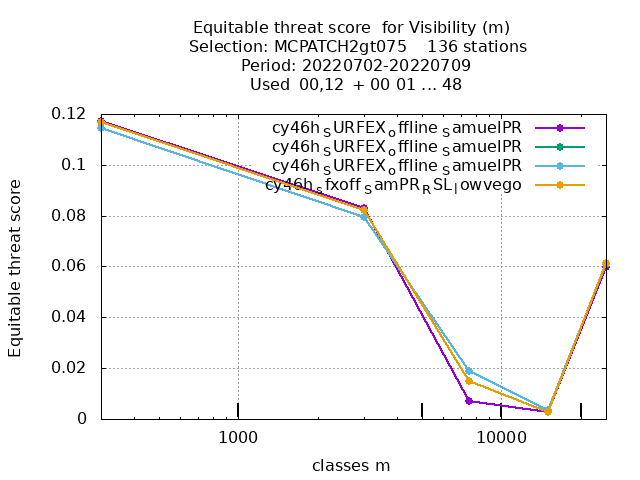 Equitable threat score  for Visibility (m)
Selection: MCPATCH2gt075    136 stations
Period: 20220702-20220709
Used  00,12  + 00 01 ... 48
Equitable threat score
0.12
0.1
0.08
0.06
0.04
0.02
0
cy46h_SURFEX_offline_SamuelPR
cy46h_SURFEX_offline_SamuelPR
cy46h_SURFEX_offline_SamuelPR
cy46h_sfxoff_SamPR_RSL_lowvego
1000
10000
classes m